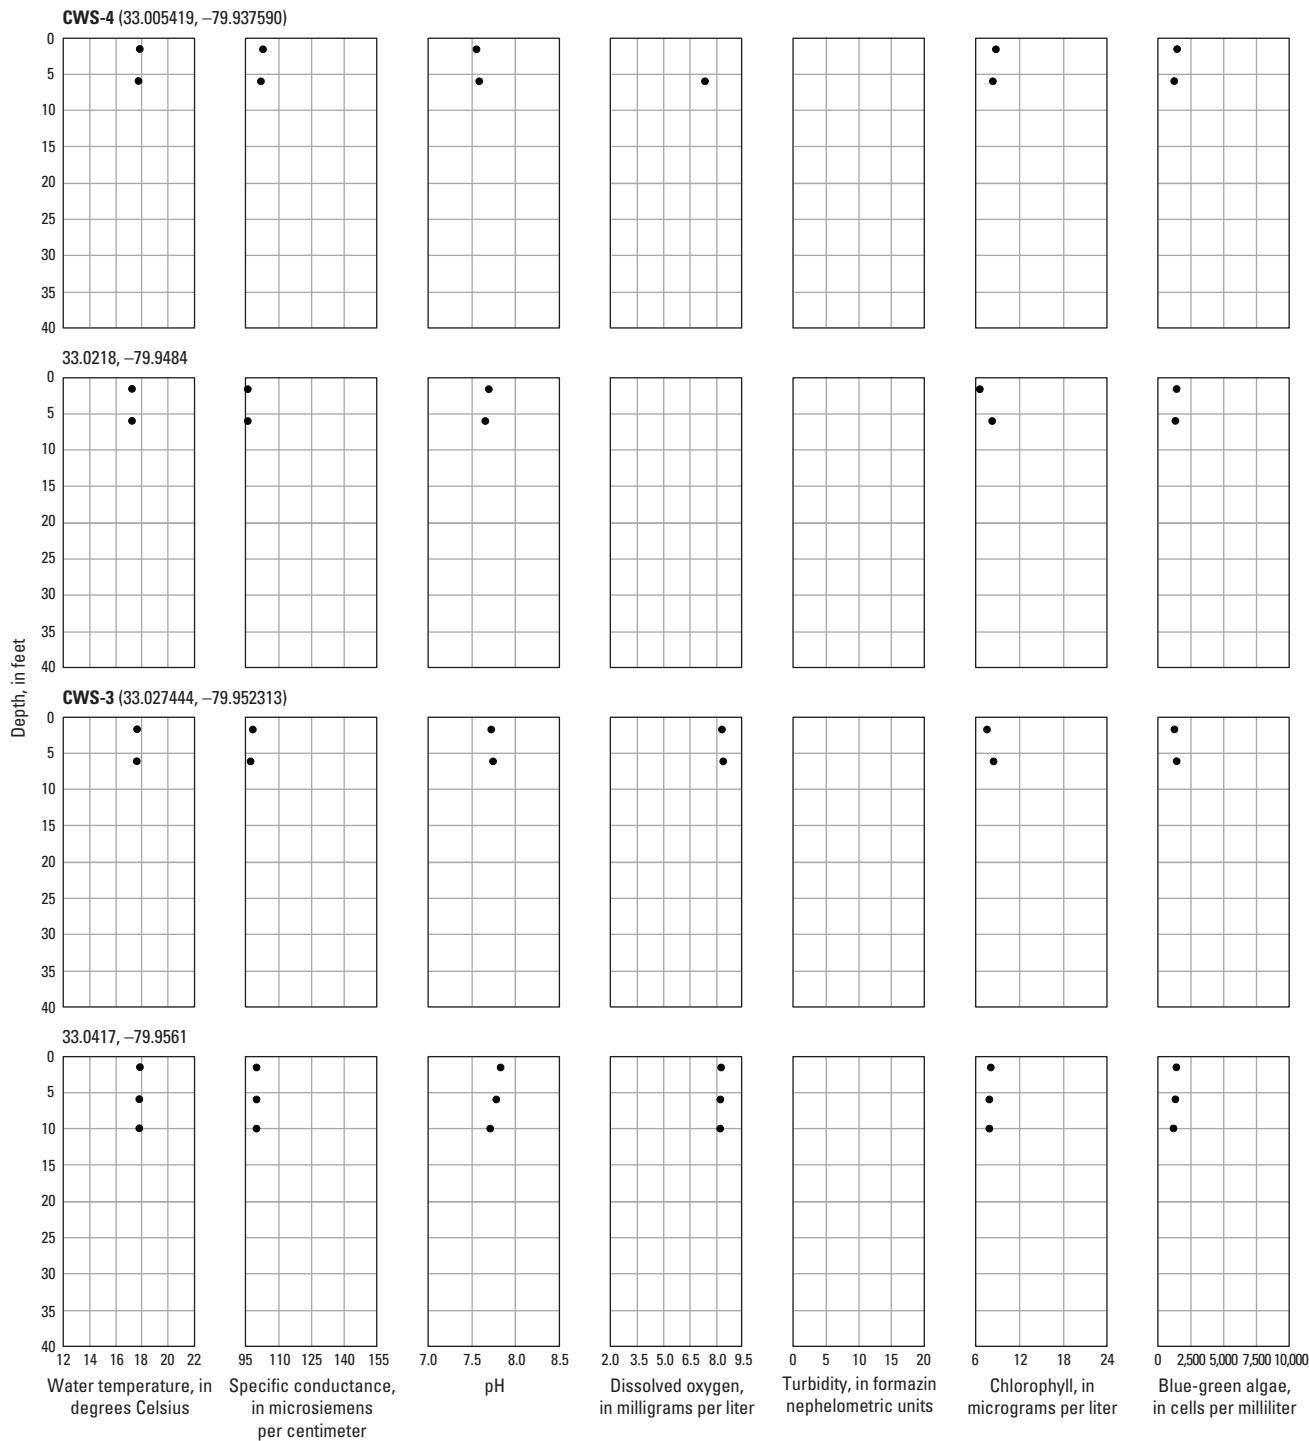 CWS-4 (33.005419, –79.937590)
0
5
10
15
20
25
30
35
40
33.0218, –79.9484
0
5
10
15
20
25
30
35
40
Depth, in feet
CWS-3 (33.027444, –79.952313)
0
5
10
15
20
25
30
35
40
33.0417, –79.9561
0
5
10
15
20
25
30
35
40
12 14 16 18 20 22 95 110 125 140 155 7.0 7.5 8.0 8.5 2.0 3.5 5.0 6.5 8.0 9.5 0 5 10 15 20 6 12 18 24 0 2,500 5,000 7,500 10,000
Water temperature, in
degrees Celsius
Specific conductance,
in microsiemens
per centimeter
pH
Dissolved oxygen,
in milligrams per liter
Turbidity, in formazin
nephelometric units
Chlorophyll, in
micrograms per liter
Blue-green algae,
in cells per milliliter